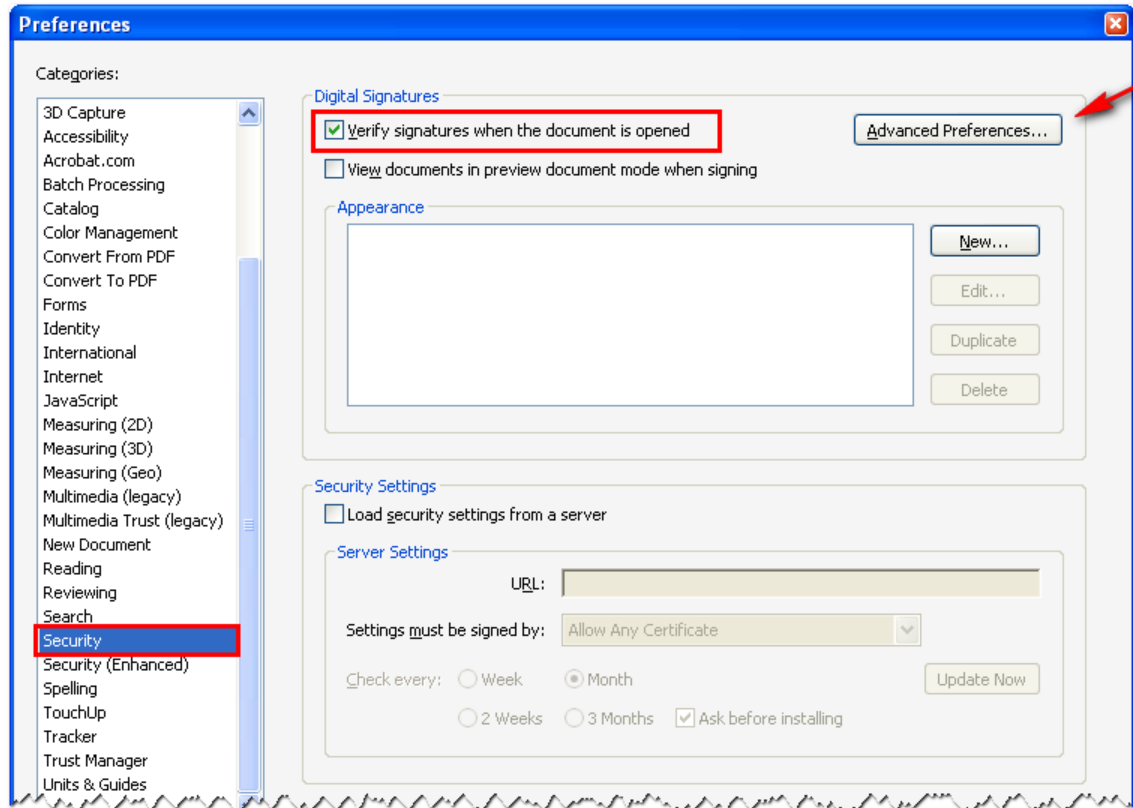 Preferences
Categories:
3D Capture
Accessibility
Acrobat.com
Batch Processing
Catalog
Color Management
Convert From PDF
Convert To PDF
Forms
Identity
International
Internet
JavaScript
Measuring (2D)
Measuring (3D)
Measuring (Geo)
Multimedia (legacy)
Multimedia Trust (legacy)
New Document
Reading
Reviewing
Search
Security
Security (Enhanced)
Spelling
TouchUp
Tracker
Trust Manager
Units & Guides
Digital Signatures
Verify signatures when the document is opened
Advanced Preferences...
View documents in preview document mode when signing
Appearance
New...
Edit...
Duplicate
Delete
Security Settings
Load security settings from a server
Server Settings
URL:
Settings must be signed by: Allow Any Certificate
Check every: Week Month Update Now
2 Weeks 3 Months Ask before installing